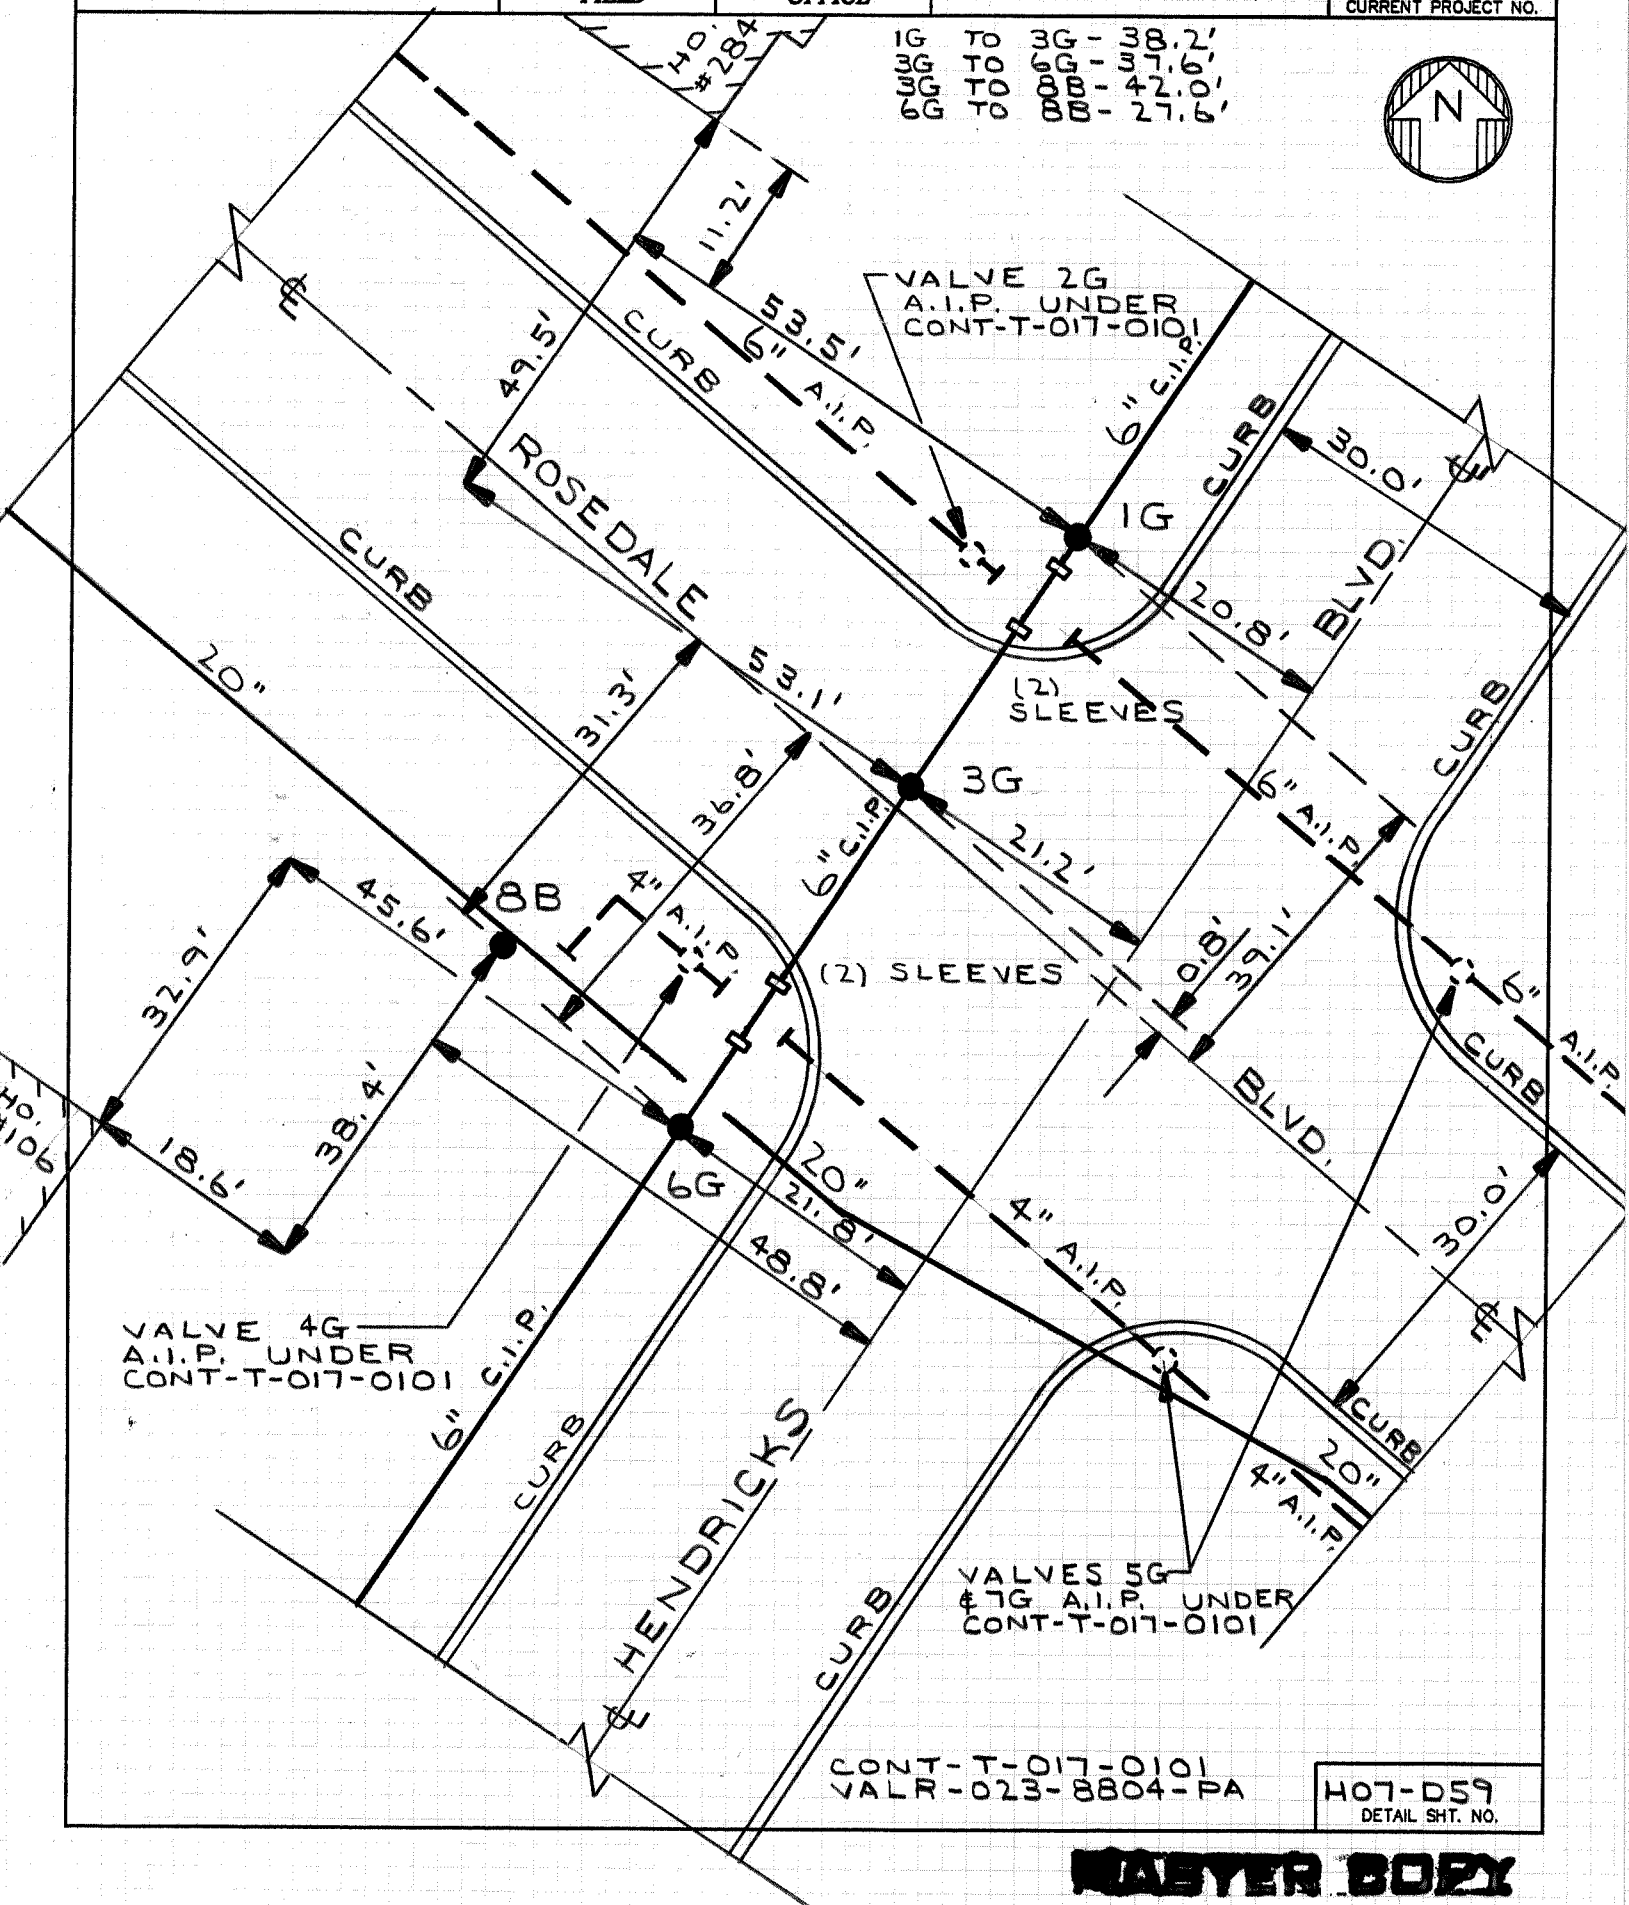 FIELD
OFFICE
CURRENT PROJECT NO.
1G TO 3G - 38.2'
3G TO 6G - 37.6'
3G TO 8B - 42.0'
6G TO 8B - 27.6'
N
HO.
#284
11.2'
49.5'
53.5'
VALVE 2G
A.I.P. UNDER
CONT-T-017-0101
6" C.I.P.
CURB
30.0'
℄
℄
CURB
6" A.I.P.
1G
ROSEDALE
CURB
20.8'
BLVD.
20"
31.3'
53.1'
(2)
SLEEVES
CURB
36.8'
3G
6" A.I.P.
6" C.I.P.
21.2'
45.6'
8B
4" A.I.P.
0.8'
39.1'
32.9'
(2) SLEEVES
6" A.I.P.
CURB
HO.
#106
18.6'
38.4'
6G
20"
21.8'
48.8'
BLVD.
4" A.I.P.
30.0'
℄
VALVE 4G
A.I.P. UNDER
CONT-T-017-0101
6" C.I.P.
CURB
HENDRICKS
℄
CURB
CURB
20"
4" A.I.P.
VALVES 5G
& 7G A.I.P. UNDER
CONT-T-017-0101
CONT-T-017-0101
VALR-023-8804-PA
H07-D59
DETAIL SHT. NO.
MASTER COPY